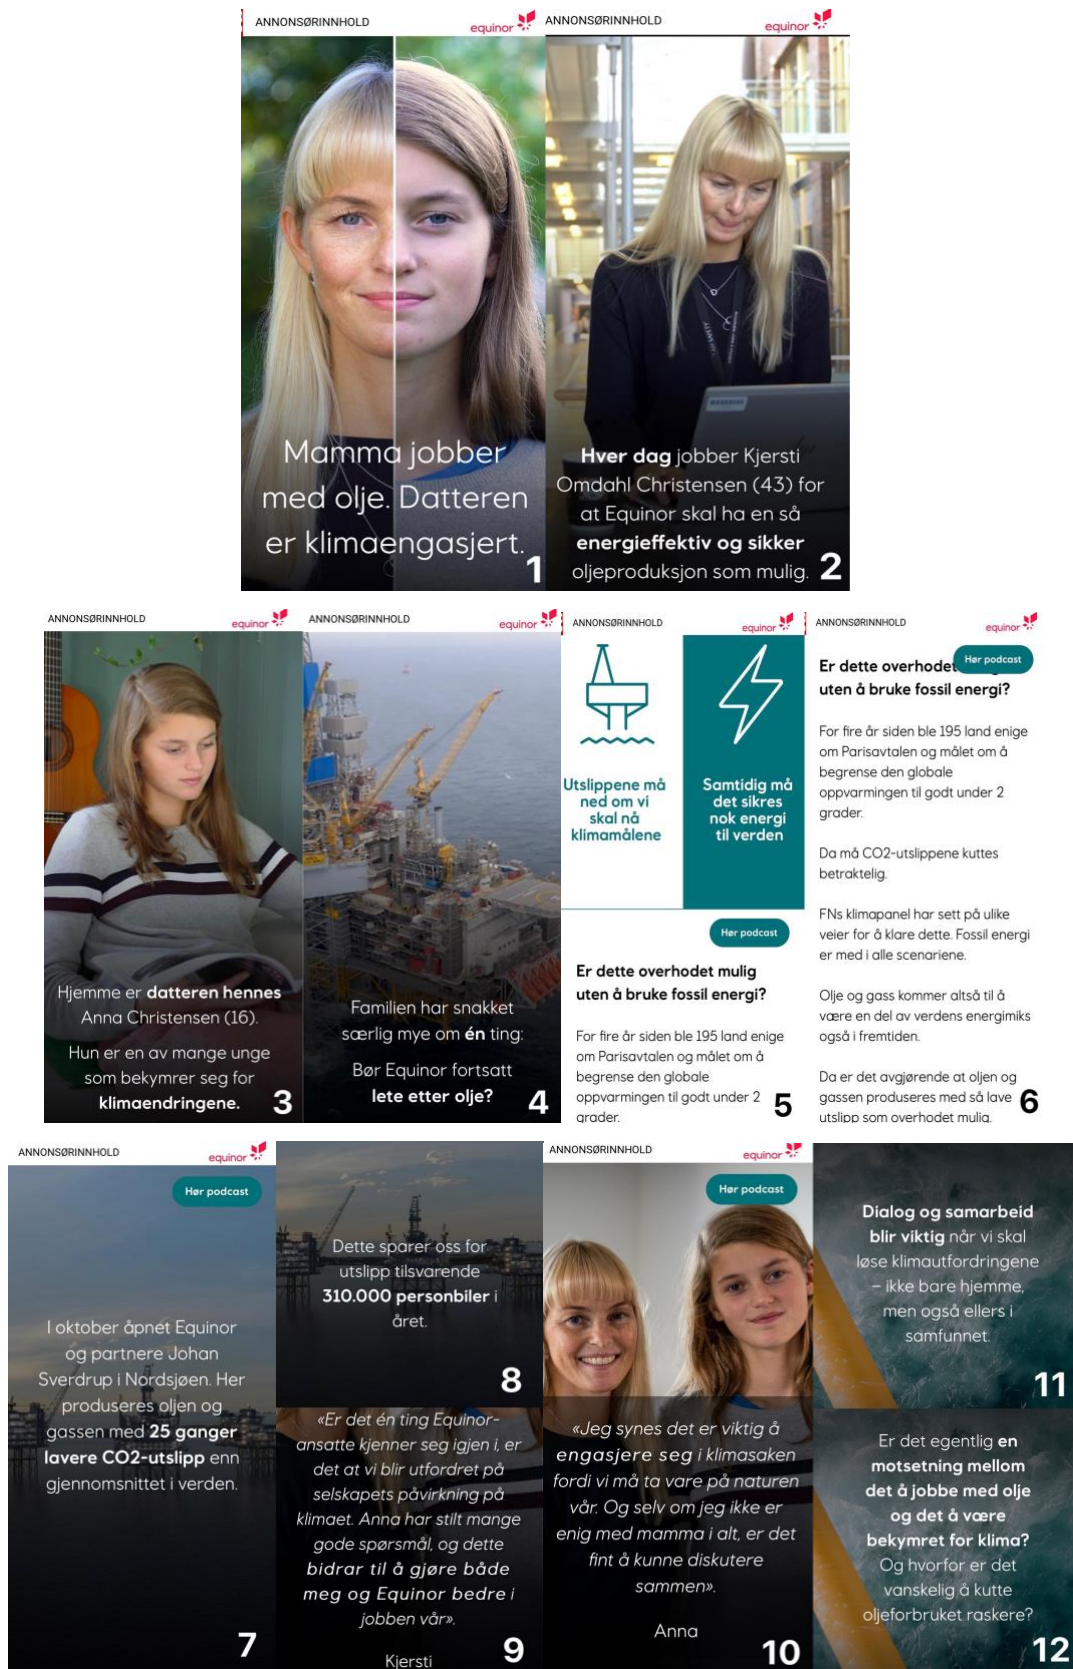 ANNONSØRINNHOLD
equinor
Mamma jobber
med olje. Datteren
er klimaengasjert.
1
ANNONSØRINNHOLD
equinor
Hver dag jobber Kjersti
Omdahl Christensen (43) for
at Equinor skal ha en så
energieffektiv og sikker
oljeproduksjon som mulig.
2
ANNONSØRINNHOLD
equinor
Hjemme er datteren hennes
Anna Christensen (16).
Hun er en av mange unge
som bekymrer seg for
klimaendringene.
3
ANNONSØRINNHOLD
equinor
Familien har snakket
særlig mye om én ting:
Bør Equinor fortsatt
lete etter olje?
4
ANNONSØRINNHOLD
equinor
Utslippene må
ned om vi
skal nå
klimamålene
Samtidig må
det sikres
nok energi
til verden
Hør podcast
Er dette overhodet mulig
uten å bruke fossil energi?
For fire år siden ble 195 land enige
om Parisavtalen og målet om å
begrense den globale
oppvarmingen til godt under 2
grader.
5
ANNONSØRINNHOLD
equinor
Hør podcast
Er dette overhodet
uten å bruke fossil energi?
For fire år siden ble 195 land enige
om Parisavtalen og målet om å
begrense den globale
oppvarmingen til godt under 2
grader.
Da må CO2-utslippene kuttes
betraktelig.
FNs klimapanel har sett på ulike
veier for å klare dette. Fossil energi
er med i alle scenariene.
Olje og gass kommer altså til å
være en del av verdens energimiks
også i fremtiden.
Da er det avgjørende at oljen og
gassen produseres med så lave
utslipp som overhodet mulig.
6
ANNONSØRINNHOLD
equinor
Hør podcast
I oktober åpnet Equinor
og partnere Johan
Sverdrup i Nordsjøen. Her
produseres oljen og
gassen med 25 ganger
lavere CO2-utslipp enn
gjennomsnittet i verden.
7
Dette sparer oss for
utslipp tilsvarende
310.000 personbiler i
året.
8
«Er det én ting Equinor-
ansatte kjenner seg igjen i, er
det at vi blir utfordret på
selskapets påvirkning på
klimaet. Anna har stilt mange
gode spørsmål, og dette
bidrar til å gjøre både
meg og Equinor bedre i
jobben vår».
Kjersti
9
ANNONSØRINNHOLD
equinor
Hør podcast
«Jeg synes det er viktig å
engasjere seg i klimasaken
fordi vi må ta vare på naturen
vår. Og selv om jeg ikke er
enig med mamma i alt, er det
fint å kunne diskutere
sammen».
Anna
10
Dialog og samarbeid
blir viktig når vi skal
løse klimautfordringene
– ikke bare hjemme,
men også ellers i
samfunnet.
11
Er det egentlig en
motsetning mellom
det å jobbe med olje
og det å være
bekymret for klima?
Og hvorfor er det
vanskelig å kutte
oljeforbruket raskere?
12